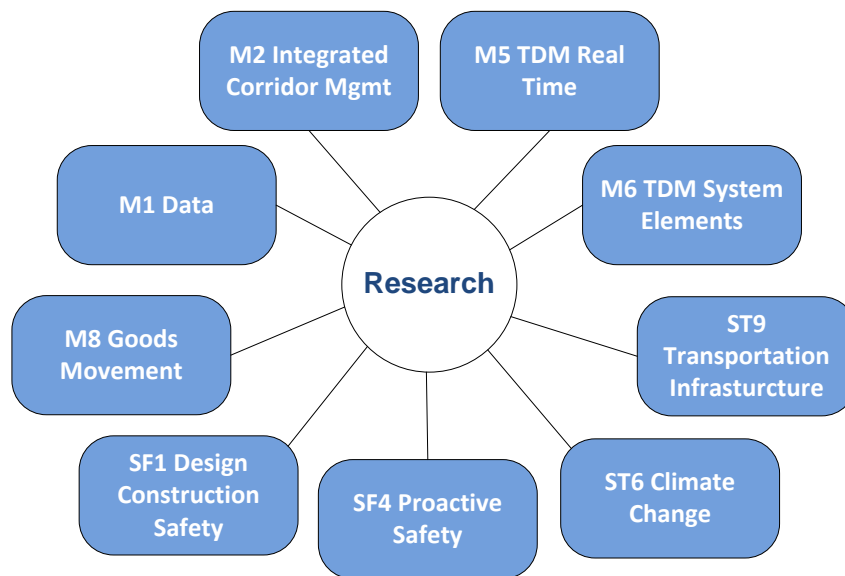 M2 Integrated
Corridor Mgmt
M5 TDM Real
Time
M1 Data
M6 TDM System
Elements
Research
M8 Goods
Movement
ST9
Transportation
Infrasturcture
SF1 Design
Construction
Safety
SF4 Proactive
Safety
ST6 Climate
Change